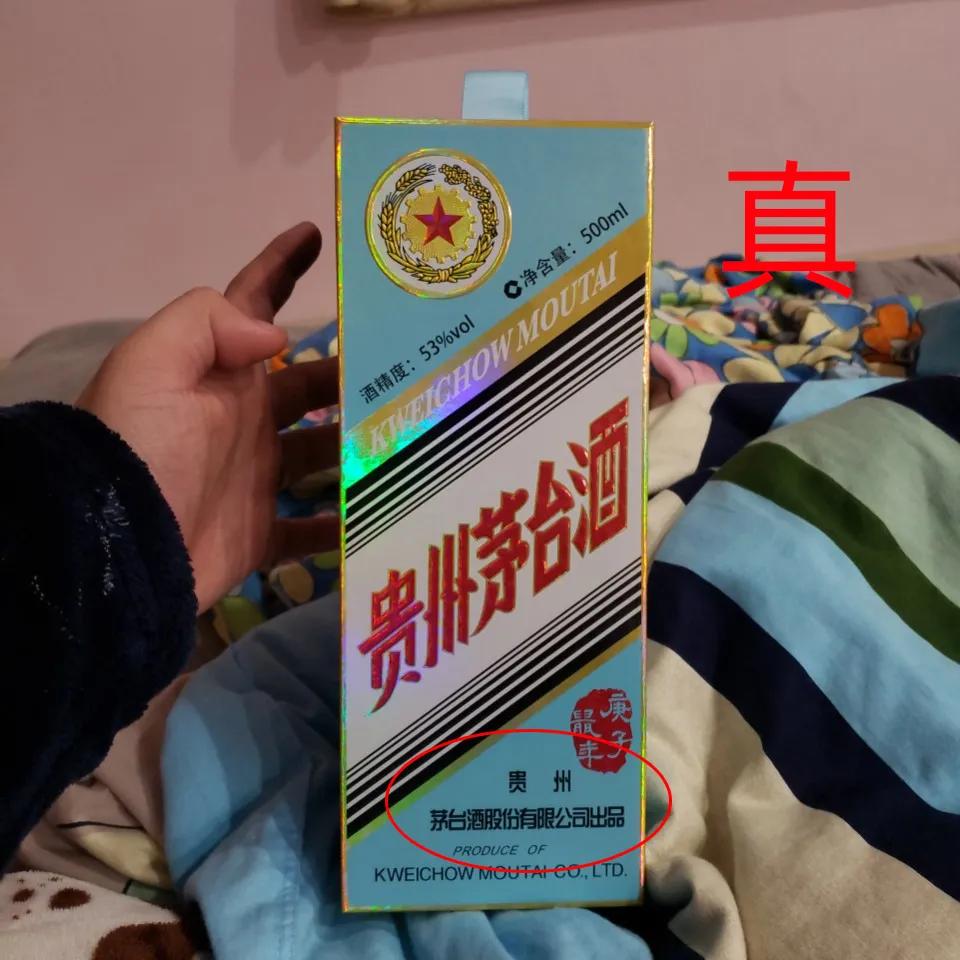 真
净含量：500ml
酒精度：53%vol
KWEICHOW MOUTAI
贵州茅台酒
庚子
鼠年
贵 州
茅台酒股份有限公司出品
PRODUCE OF
KWEICHOW MOUTAI CO., LTD.